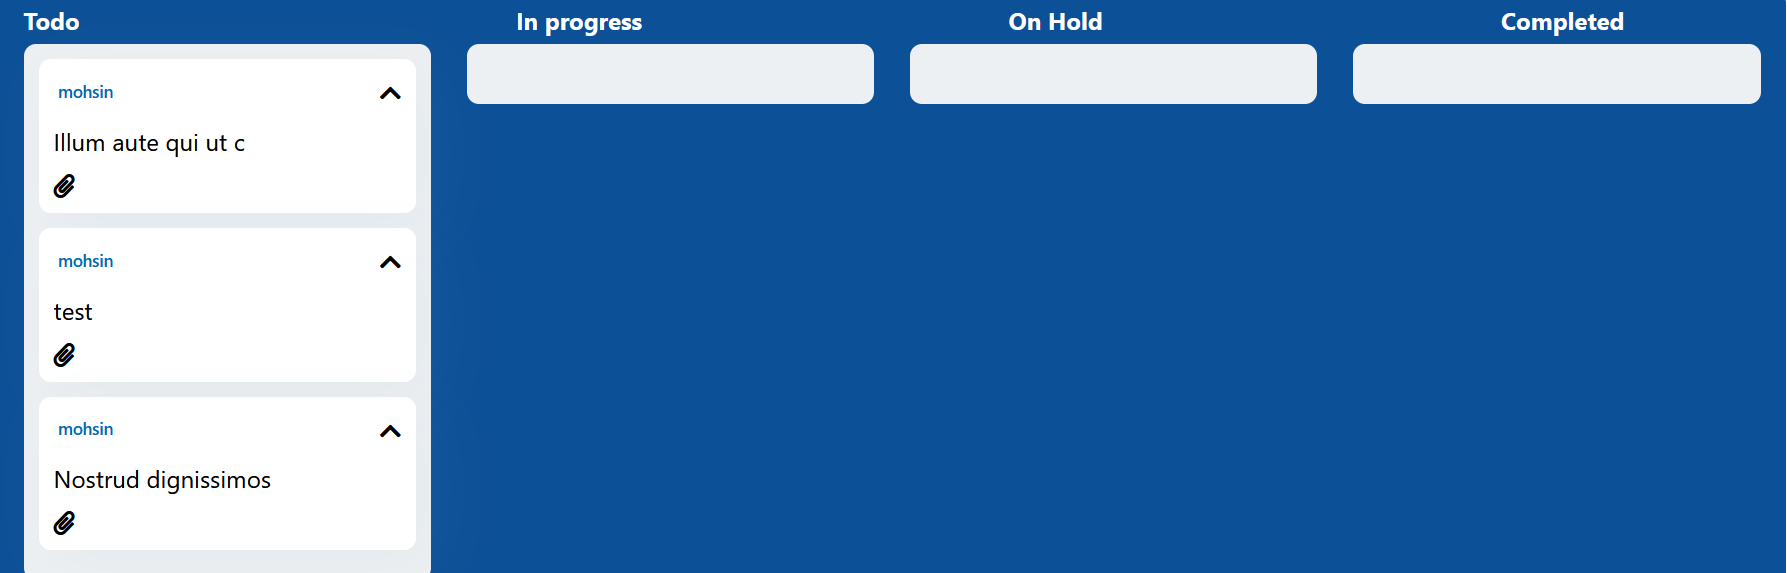 Todo In progress On Hold Completed
mohsin
Illum aute qui ut c
mohsin
test
mohsin
Nostrud dignissimos